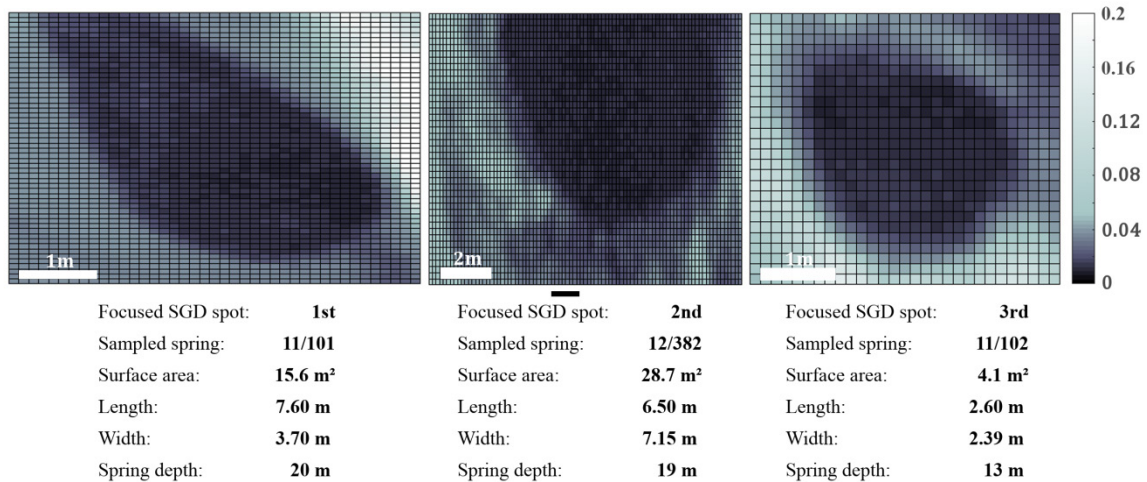 1m
2m
1m
0.2
0.16
0.12
0.08
0.04
0
Focused SGD spot: 1st
Sampled spring: 11/101
Surface area: 15.6 m²
Length: 7.60 m
Width: 3.70 m
Spring depth: 20 m
Focused SGD spot: 2nd
Sampled spring: 12/382
Surface area: 28.7 m²
Length: 6.50 m
Width: 7.15 m
Spring depth: 19 m
Focused SGD spot: 3rd
Sampled spring: 11/102
Surface area: 4.1 m²
Length: 2.60 m
Width: 2.39 m
Spring depth: 13 m